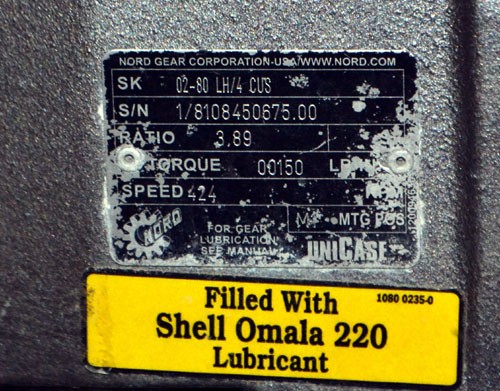 NORD GEAR CORPORATION-USA/WWW.NORD.COM
SK 02-80 LH/4 CUS
S/N 1/8108450675.00
RATIO 3.89
TORQUE 00150
SPEED 424
MTG POS
NORD
FOR GEAR
LUBRICATION
SEE MANUAL
UNICASE
Filled With
1080 0235-0
Shell Omala 220
Lubricant